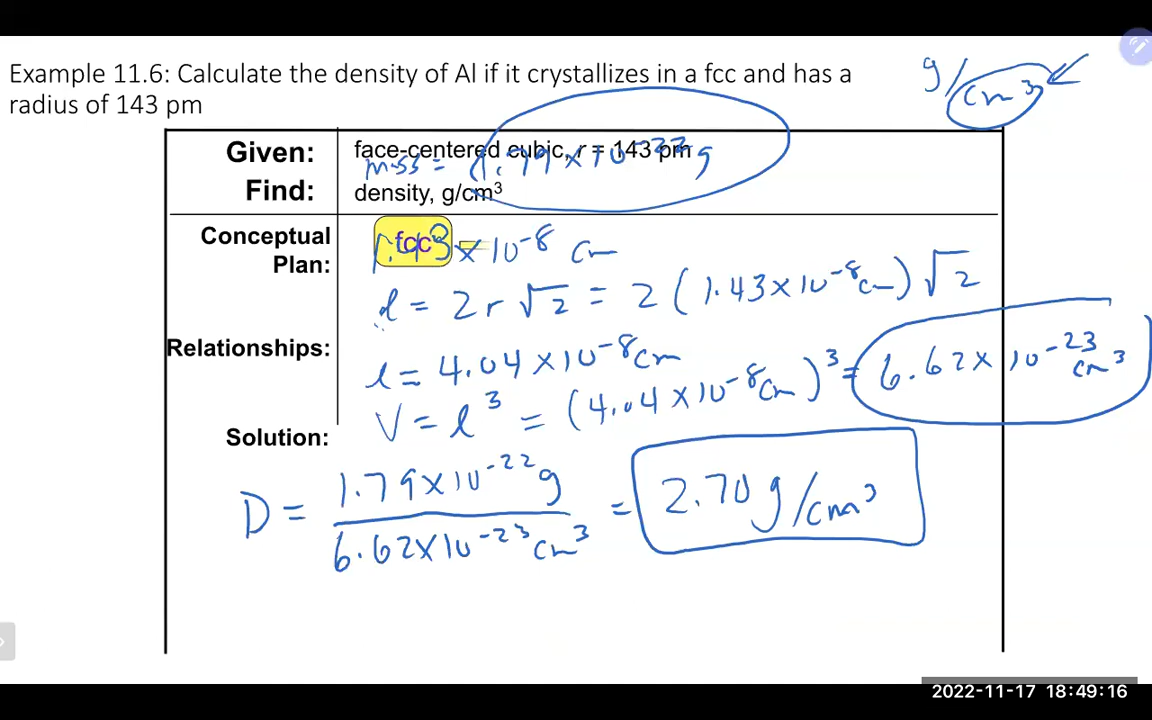 Example 11.6: Calculate the density of Al if it crystallizes in a fcc and has a
radius of 143 pm
g/cm³
Given: face-centered cubic, r = 143 pm
mass = 1.79 x 10⁻²² g
Find: density, g/cm³
Conceptual Plan: fcc
1.43 x 10⁻⁸ cm
l = 2r√2 = 2(1.43 x 10⁻⁸ cm)√2
Relationships:
l = 4.04 x 10⁻⁸ cm
V = l³ = (4.04 x 10⁻⁸ cm)³ = 6.62 x 10⁻²³ cm³
Solution:
D = 1.79 x 10⁻²² g / 6.62 x 10⁻²³ cm³ = 2.70 g/cm³
2022-11-17 18:49:16